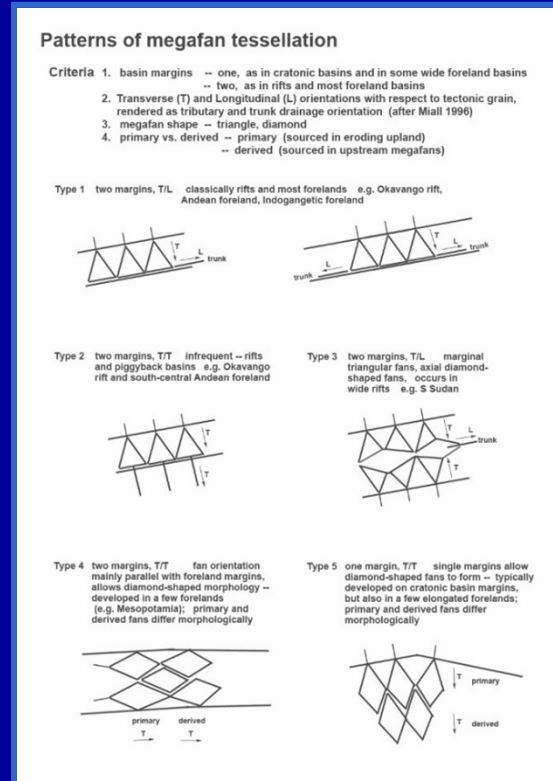 Patterns of megafan tessellation
Criteria 1. basin margins -- one, as in cratonic basins and in some wide foreland basins
-- two, as in rifts and most foreland basins
2. Transverse (T) and Longitudinal (L) orientations with respect to tectonic grain,
rendered as tributary and trunk drainage orientation (after Miall 1996)
3. megafan shape -- triangle, diamond
4. primary vs. derived -- primary (sourced in eroding upland)
-- derived (sourced in upstream megafans)
Type 1 two margins, T/L classically rifts and most forelands e.g. Okavango rift,
Andean foreland, Indogangetic foreland
T
L
trunk
T
L
trunk
L
trunk
Type 2 two margins, T/T infrequent -- rifts
and piggyback basins e.g. Okavango
rift and south-central Andean foreland
T
T
Type 3 two margins, T/L marginal
triangular fans, axial diamond-
shaped fans, occurs in
wide rifts e.g. S Sudan
T
L
trunk
T
Type 4 two margins, T/T fan orientation
mainly parallel with foreland margins,
allows diamond-shaped morphology --
developed in a few forelands
(e.g. Mesopotamia); primary and
derived fans differ morphologically
primary derived
T T
Type 5 one margin, T/T single margins allow
diamond-shaped fans to form -- typically
developed on cratonic basin margins,
but also in a few elongated forelands;
primary and derived fans differ
morphologically
T primary
T derived